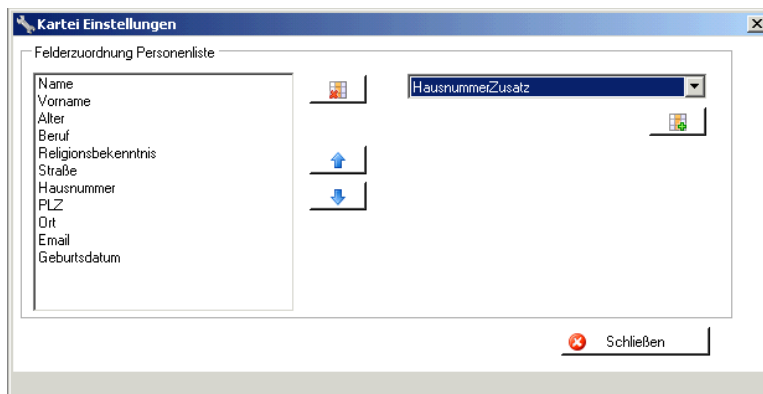 Kartei Einstellungen
Felderzuordnung Personenliste
Name
Vorname
Alter
Beruf
Religionsbekenntnis
Straße
Hausnummer
PLZ
Ort
Email
Geburtsdatum
HausnummerZusatz
Schließen